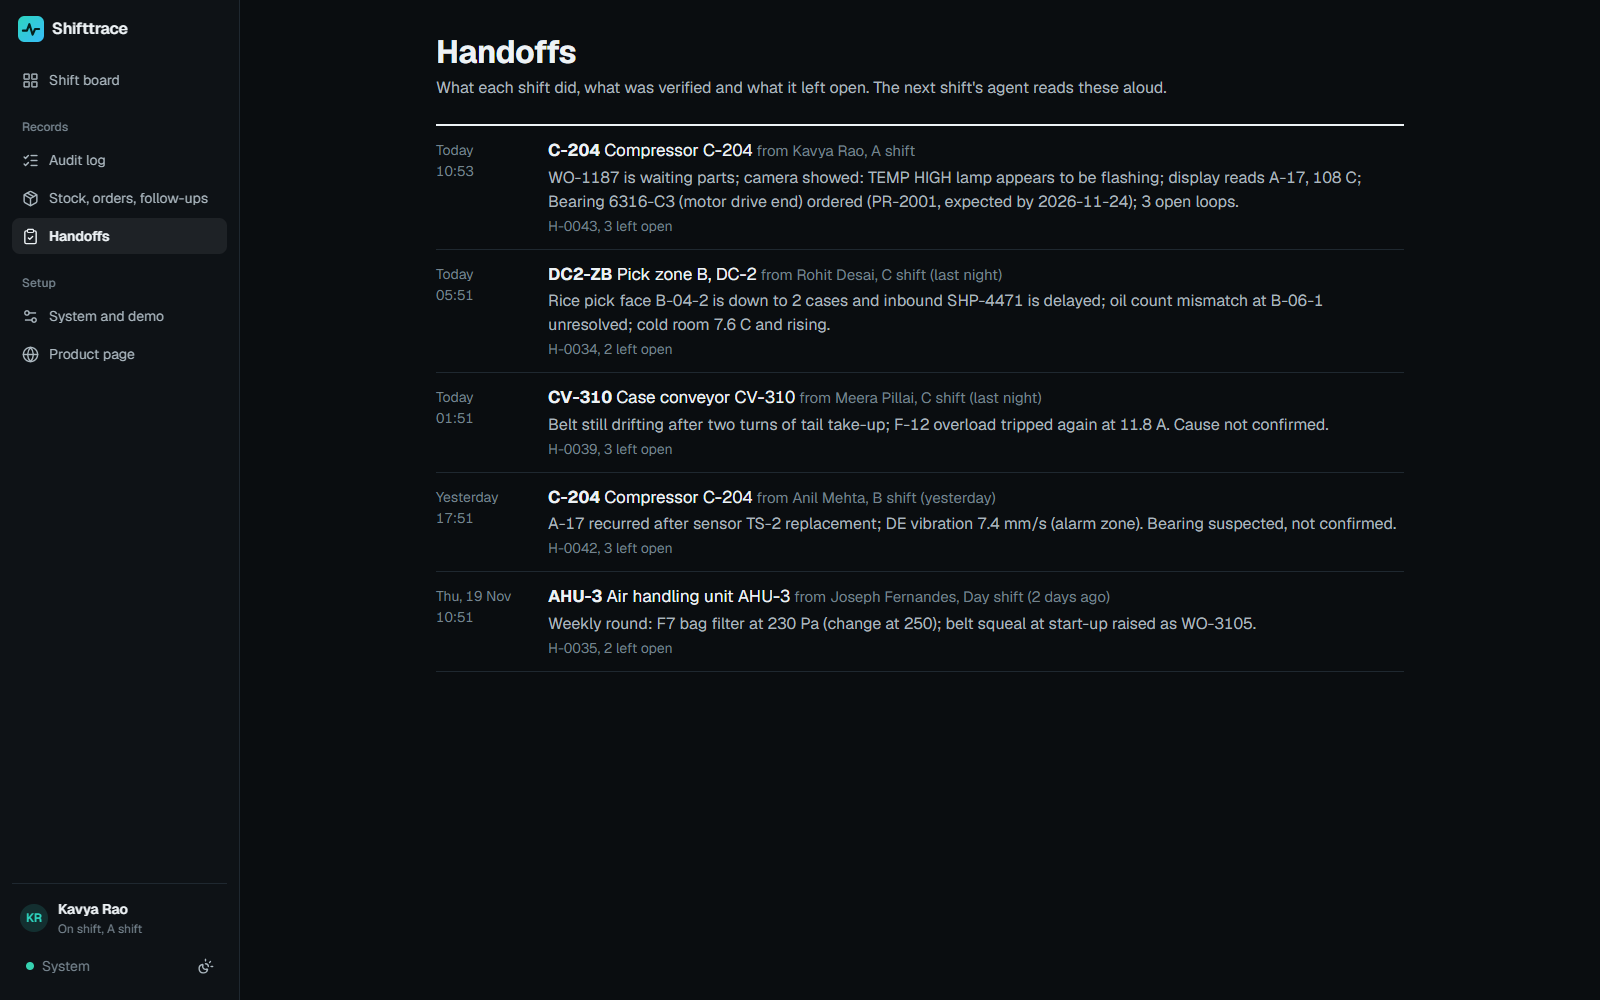 Shifttrace
Shift board
Records
Audit log
Stock, orders, follow-ups
Handoffs
Setup
System and demo
Product page
Kavya Rao
KR
On shift, A shift
System
Handoffs
What each shift did, what was verified and what it left open. The next shift's agent reads these aloud.
Today
10:53
C-204 Compressor C-204 from Kavya Rao, A shift
WO-1187 is waiting parts; camera showed: TEMP HIGH lamp appears to be flashing; display reads A-17, 108 C;
Bearing 6316-C3 (motor drive end) ordered (PR-2001, expected by 2026-11-24); 3 open loops.
H-0043, 3 left open
Today
05:51
DC2-ZB Pick zone B, DC-2 from Rohit Desai, C shift (last night)
Rice pick face B-04-2 is down to 2 cases and inbound SHP-4471 is delayed; oil count mismatch at B-06-1
unresolved; cold room 7.6 C and rising.
H-0034, 2 left open
Today
01:51
CV-310 Case conveyor CV-310 from Meera Pillai, C shift (last night)
Belt still drifting after two turns of tail take-up; F-12 overload tripped again at 11.8 A. Cause not confirmed.
H-0039, 3 left open
Yesterday
17:51
C-204 Compressor C-204 from Anil Mehta, B shift (yesterday)
A-17 recurred after sensor TS-2 replacement; DE vibration 7.4 mm/s (alarm zone). Bearing suspected, not confirmed.
H-0042, 3 left open
Thu, 19 Nov
10:51
AHU-3 Air handling unit AHU-3 from Joseph Fernandes, Day shift (2 days ago)
Weekly round: F7 bag filter at 230 Pa (change at 250); belt squeal at start-up raised as WO-3105.
H-0035, 2 left open